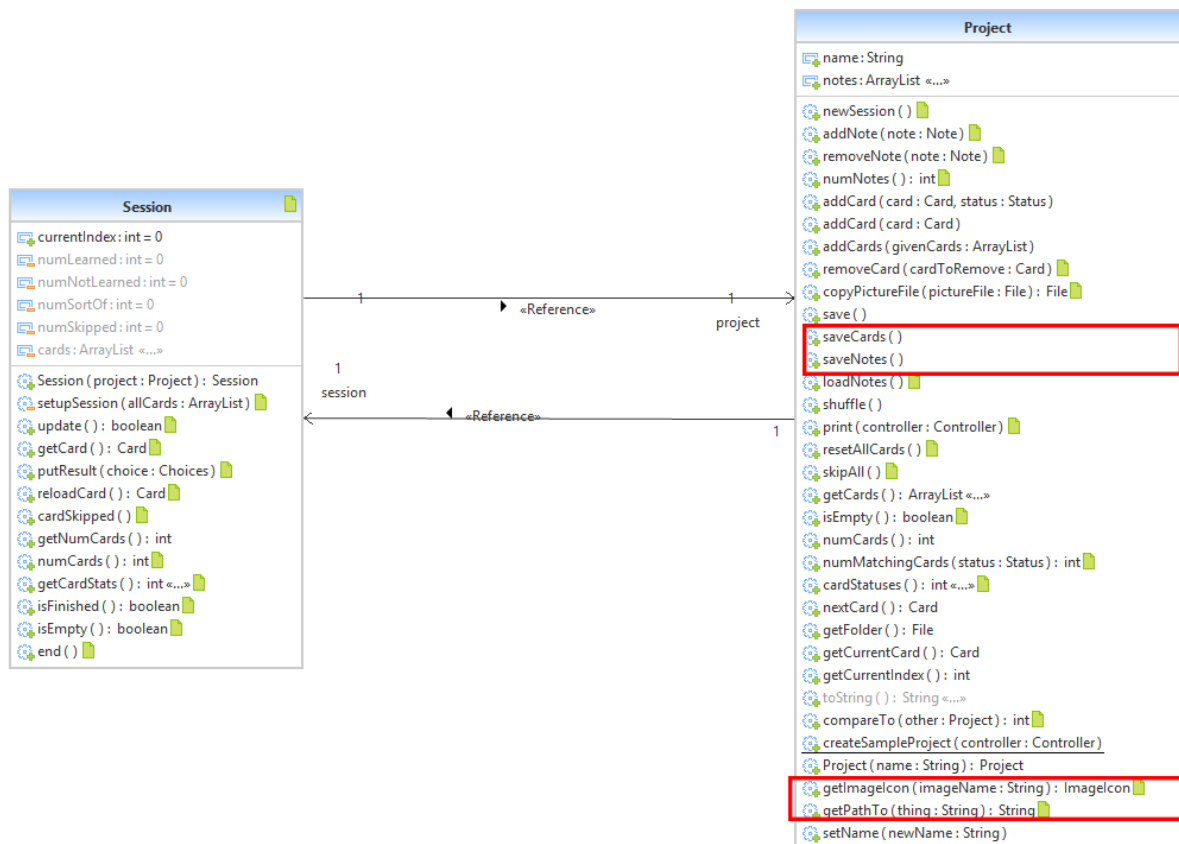 Session
currentIndex : int = 0
numLearned : int = 0
numNotLearned : int = 0
numSortOf : int = 0
numSkipped : int = 0
cards : ArrayList «...»
Session ( project : Project ) : Session
setupSession ( allCards : ArrayList )
update ( ) : boolean
getCard ( ) : Card
putResult ( choice : Choices )
reloadCard ( ) : Card
cardSkipped ( )
getNumCards ( ) : int
numCards ( ) : int
getCardStats ( ) : int «...»
isFinished ( ) : boolean
isEmpty ( ) : boolean
end ( )
1
«Reference»
1
project
1
session
«Reference»
1
Project
name : String
notes : ArrayList «...»
newSession ( )
addNote ( note : Note )
removeNote ( note : Note )
numNotes ( ) : int
addCard ( card : Card, status : Status )
addCard ( card : Card )
addCards ( givenCards : ArrayList )
removeCard ( cardToRemove : Card )
copyPictureFile ( pictureFile : File ) : File
save ( )
saveCards ( )
saveNotes ( )
loadNotes ( )
shuffle ( )
print ( controller : Controller )
resetAllCards ( )
skipAll ( )
getCards ( ) : ArrayList «...»
isEmpty ( ) : boolean
numCards ( ) : int
numMatchingCards ( status : Status ) : int
cardStatuses ( ) : int «...»
nextCard ( ) : Card
getFolder ( ) : File
getCurrentCard ( ) : Card
getCurrentIndex ( ) : int
toString ( ) : String «...»
compareTo ( other : Project ) : int
createSampleProject ( controller : Controller )
Project ( name : String ) : Project
getImageIcon ( imageName : String ) : ImageIcon
getPathTo ( thing : String ) : String
setName ( newName : String )